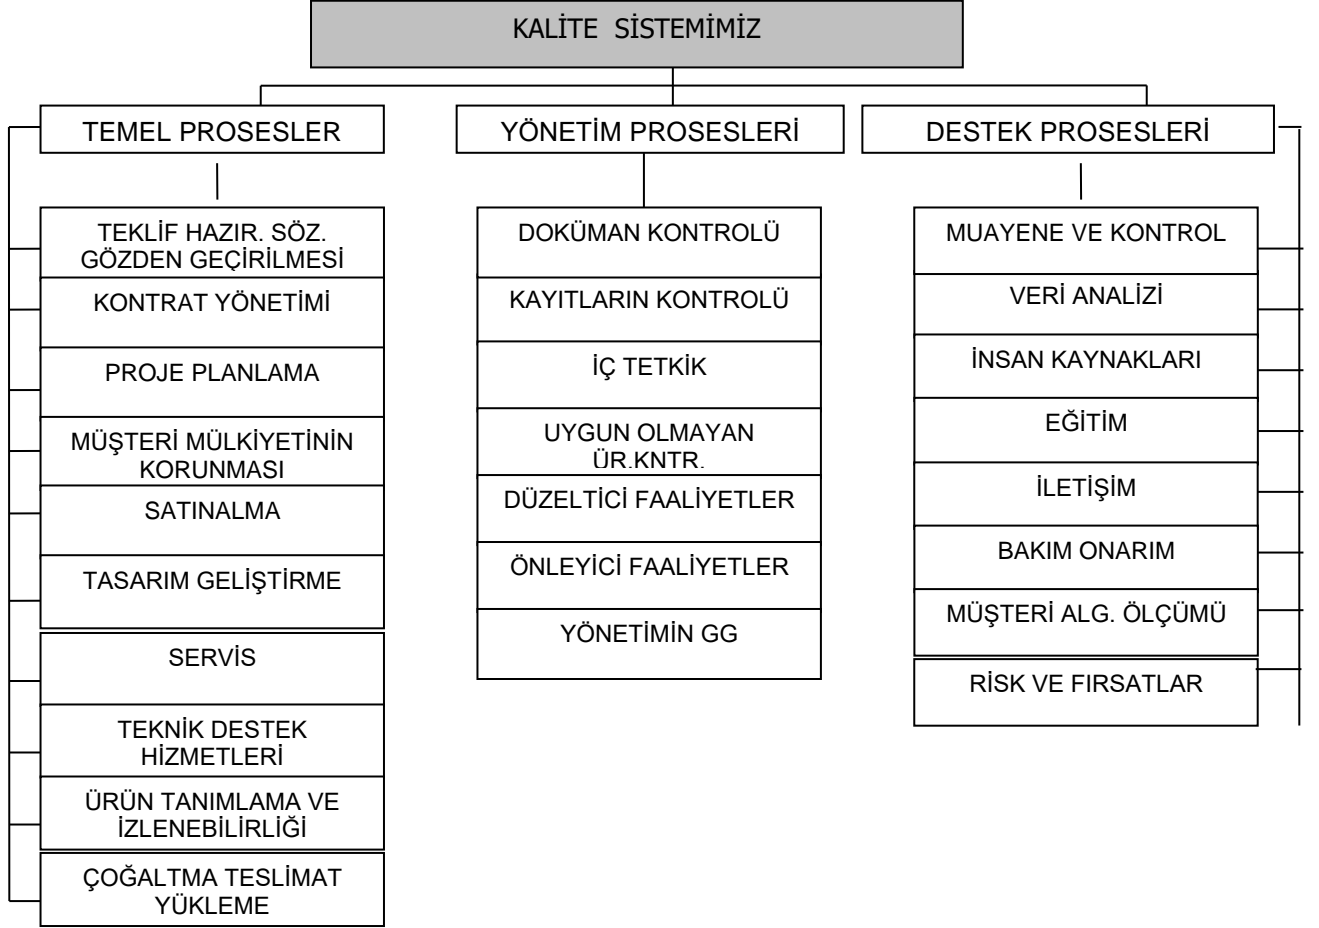 KALİTE SİSTEMİMİZ
TEMEL PROSESLER
YÖNETİM PROSESLERİ
DESTEK PROSESLERİ
TEKLİF HAZIR. SÖZ.
GÖZDEN GEÇİRİLMESİ
KONTRAT YÖNETİMİ
PROJE PLANLAMA
MÜŞTERİ MÜLKİYETİNİN
KORUNMASI
SATINALMA
TASARIM GELİŞTİRME
SERVİS
TEKNİK DESTEK
HİZMETLERİ
ÜRÜN TANIMLAMA VE
İZLENEBİLİRLİĞİ
ÇOĞALTMA TESLİMAT
YÜKLEME
DOKÜMAN KONTROLÜ
KAYITLARIN KONTROLÜ
İÇ TETKİK
UYGUN OLMAYAN
ÜR.KNTR.
DÜZELTİCİ FAALİYETLER
ÖNLEYİCİ FAALİYETLER
YÖNETİMİN GG
MUAYENE VE KONTROL
VERİ ANALİZİ
İNSAN KAYNAKLARI
EĞİTİM
İLETİŞİM
BAKIM ONARIM
MÜŞTERİ ALG. ÖLÇÜMÜ
RİSK VE FIRSATLAR